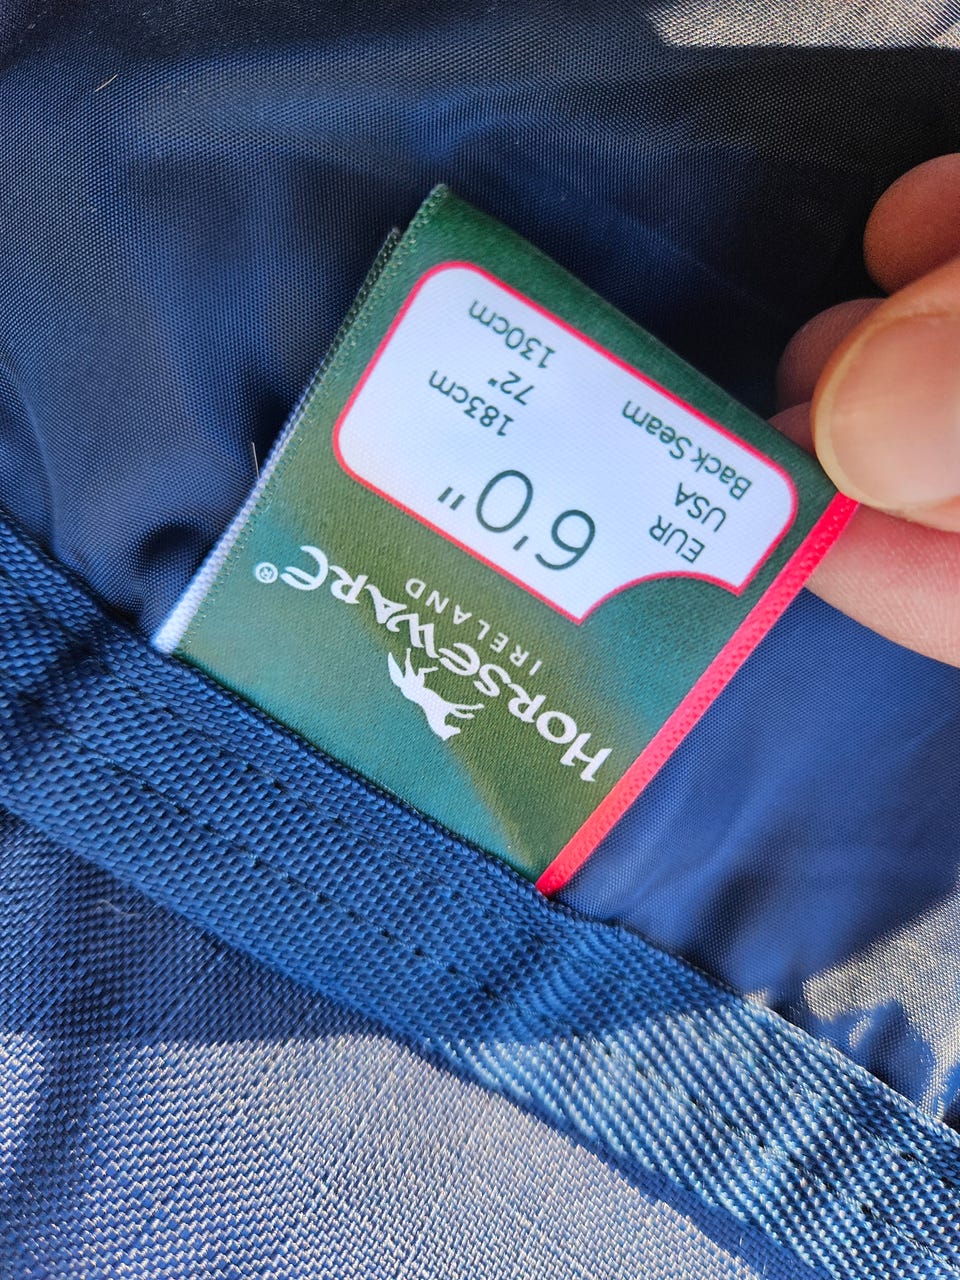 HORSEWARE®
IRELAND
6'0"
EUR 183cm
USA 72"
Back Seam 130cm